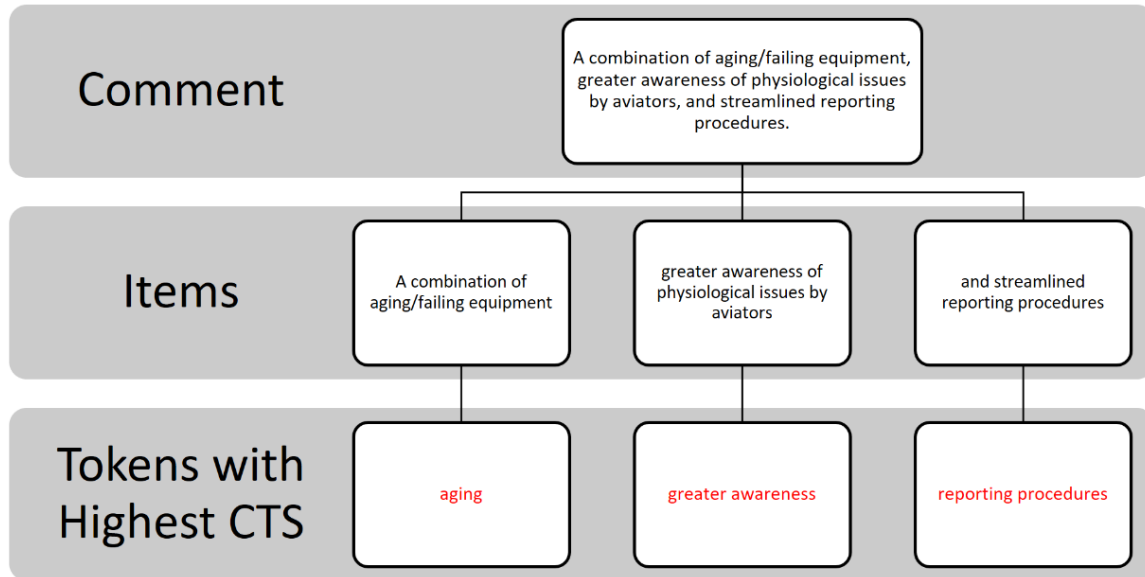 Comment
A combination of aging/failing equipment,
greater awareness of physiological issues
by aviators, and streamlined reporting
procedures.
Items
A combination of
aging/failing equipment
greater awareness of
physiological issues by
aviators
and streamlined
reporting procedures
Tokens with
Highest CTS
aging
greater awareness
reporting procedures